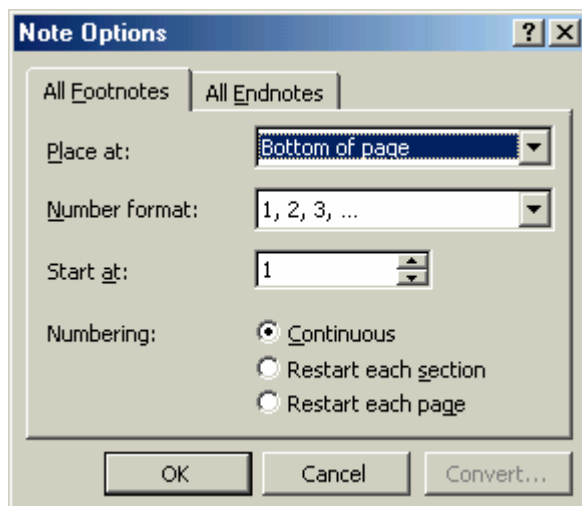 Note Options
All Footnotes All Endnotes
Place at: Bottom of page
Number format: 1, 2, 3, ...
Start at: 1
Numbering: Continuous
Restart each section
Restart each page
OK Cancel Convert...